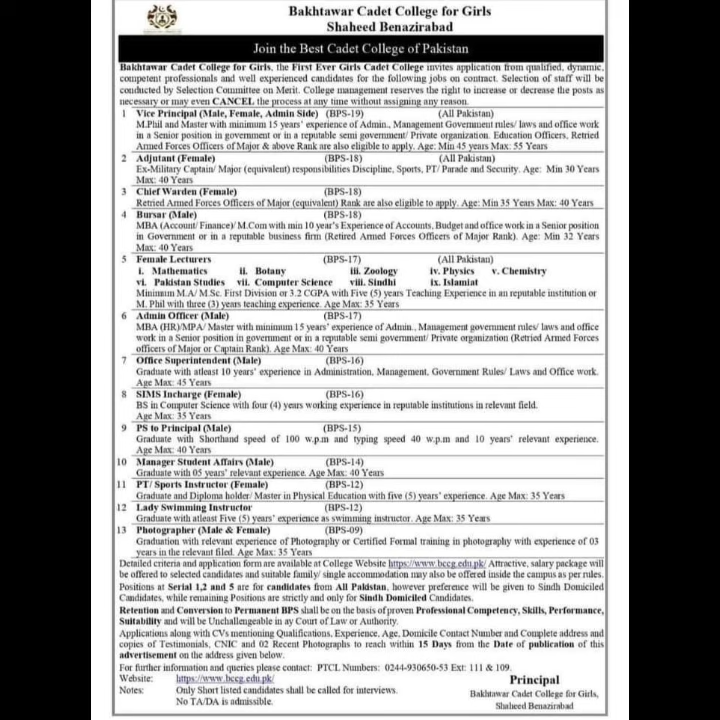 Bakhtawar Cadet College for Girls
Shaheed Benazirabad
Join the Best Cadet College of Pakistan
Bakhtawar Cadet College for Girls, the First Ever Girls Cadet College invites application from qualified, dynamic,
competent professionals and well experienced candidates for the following jobs on contract. Selection of staff will be
conducted by Selection Committee on Merit. College management reserves the right to increase or decrease the posts as
necessary or may even CANCEL the process at any time without assigning any reason.
1 Vice Principal (Male, Female, Admin Side) (BPS-19) (All Pakistan)
M.Phil and Master with minimum 15 years' experience of Admin., Management Government rules/ laws and office work
in a Senior position in government or in a reputable semi government/ Private organization. Education Officers, Retried
Armed Forces Officers of Major & above Rank are also eligible to apply. Age: Min 45 years Max: 55 Years
2 Adjutant (Female) (BPS-18) (All Pakistan)
Ex-Military Captain/ Major (equivalent) responsibilities Discipline, Sports, PT/ Parade and Security. Age: Min 30 Years
Max: 40 Years
3 Chief Warden (Female) (BPS-18)
Retried Armed Forces Officers of Major (equivalent) Rank are also eligible to apply. Age: Min 35 Years Max: 40 Years
4 Bursar (Male) (BPS-18)
MBA (Account/ Finance)/ M.Com with min 10 year's Experience of Accounts, Budget and office work in a Senior position
in Government or in a reputable business firm (Retired Armed Forces Officers of Major Rank). Age: Min 32 Years
Max: 40 Years
5 Female Lecturers (BPS-17) (All Pakistan)
i. Mathematics ii. Botany iii. Zoology iv. Physics v. Chemistry
vi. Pakistan Studies vii. Computer Science viii. Sindhi ix. Islamiat
Minimum M.A/ M.Sc. First Division or 3.2 CGPA with Five (5) years Teaching Experience in an reputable institution or
M. Phil with three (3) years teaching experience. Age Max: 35 Years
6 Admin Officer (Male) (BPS-17)
MBA (HR)/MPA/ Master with minimum 15 years' experience of Admin., Management government rules/ laws and office
work in a Senior position in government or in a reputable semi government/ Private organization (Retried Armed Forces
officers of Major or Captain Rank). Age Max: 40 Years
7 Office Superintendent (Male) (BPS-16)
Graduate with atleast 10 years' experience in Administration, Management, Government Rules/ Laws and Office work.
Age Max: 45 Years
8 SIMS Incharge (Female) (BPS-16)
BS in Computer Science with four (4) years working experience in reputable institutions in relevant field.
Age Max: 35 Years
9 PS to Principal (Male) (BPS-15)
Graduate with Shorthand speed of 100 w.p.m and typing speed 40 w.p.m and 10 years' relevant experience.
Age Max: 40 Years
10 Manager Student Affairs (Male) (BPS-14)
Graduate with 05 years' relevant experience. Age Max: 40 Years
11 PT/ Sports Instructor (Female) (BPS-12)
Graduate and Diploma holder/ Master in Physical Education with five (5) years' experience. Age Max: 35 Years
12 Lady Swimming Instructor (BPS-12)
Graduate with atleast Five (5) years' experience as swimming instructor. Age Max: 35 Years
13 Photographer (Male & Female) (BPS-09)
Graduation with relevant experience of Photography or Certified Formal training in photography with experience of 03
years in the relevant filed. Age Max: 35 Years
Detailed criteria and application form are available at College Website https://www.bccg.edu.pk/ Attractive, salary package will
be offered to selected candidates and suitable family/ single accommodation may also be offered inside the campus as per rules.
Positions at Serial 1,2 and 5 are for candidates from All Pakistan, however preference will be given to Sindh Domiciled
Candidates, while remaining Positions are strictly and only for Sindh Domiciled Candidates.
Retention and Conversion to Permanent BPS shall be on the basis of proven Professional Competency, Skills, Performance,
Suitability and will be Unchallengeable in ay Court of Law or Authority.
Applications along with CVs mentioning Qualifications, Experience, Age, Domicile Contact Number and Complete address and
copies of Testimonials, CNIC and 02 Recent Photographs to reach within 15 Days from the Date of publication of this
advertisement on the address given below.
For further information and queries please contact: PTCL Numbers: 0244-930650-53 Ext: 111 & 109.
Website: https://www.bccg.edu.pk/
Notes: Only Short listed candidates shall be called for interviews.
No TA/DA is admissible.
Principal
Bakhtawar Cadet College for Girls,
Shaheed Benazirabad